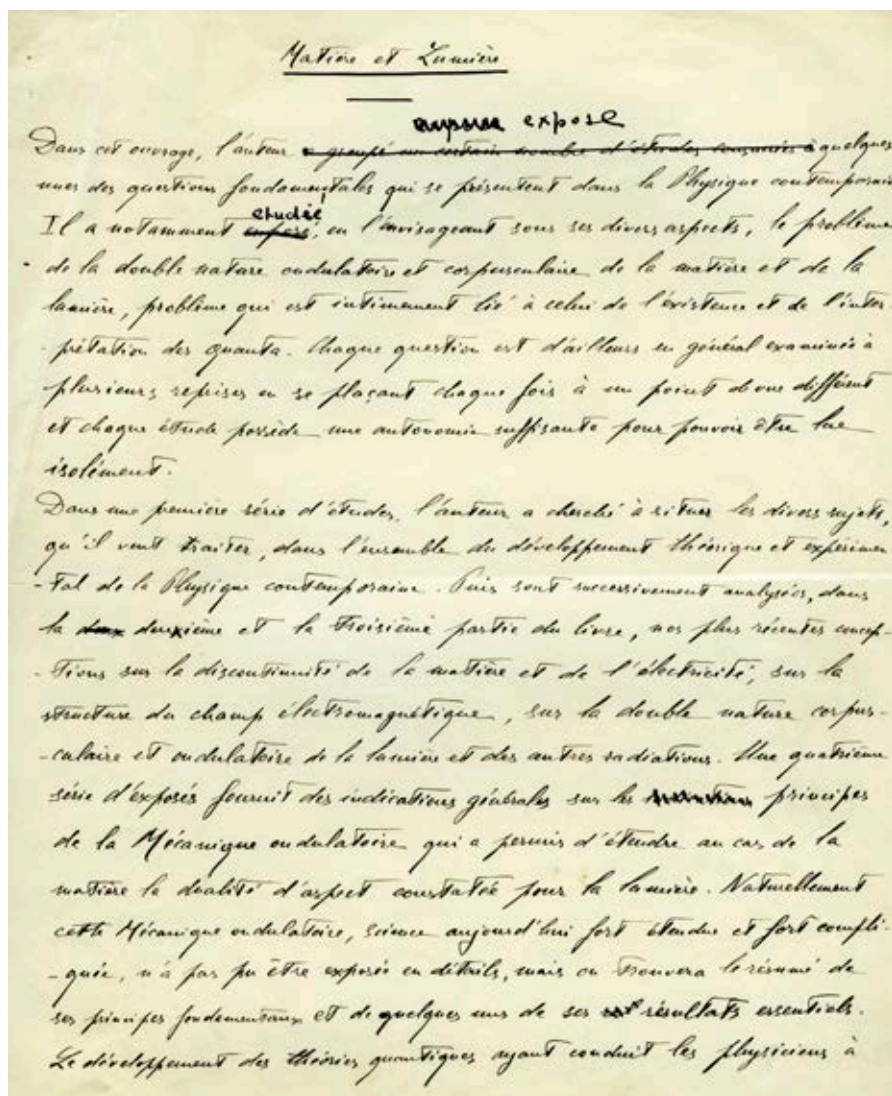 Matière et Lumière
expose
Dans cet ouvrage, l'auteur a groupé un certain nombre d'études consacrées à quelques
unes des questions fondamentales qui se présentent dans la Physique contemporaine
etudié
Il a notamment exposé, en l'envisageant sous ses divers aspects, le problème
de la double nature ondulatoire et corpusculaire de la matière et de la
lumière, problème qui est intimement lié à celui de l'existence et de l'inter
-prétation des quanta. Chaque question est d'ailleurs en général examinée à
plusieurs reprises en se plaçant chaque fois à un point de vue différent
et chaque étude possède une autonomie suffisante pour pouvoir être lue
isolément.
Dans une première série d'études, l'auteur a cherché à situer les divers sujets,
qu'il veut traiter, dans l'ensemble du développement théorique et expérimen
-tal de la Physique contemporaine. Puis sont successivement analysées, dans
la deux deuxième et la troisième partie du livre, nos plus récentes concep-
-tions sur la discontinuité de la matière et de l'électricité, sur la
structure du champ électromagnétique, sur la double nature corpus-
-culaire et ondulatoire de la lumière et des autres radiations. Une quatrième
série d'exposés fournit des indications générales sur les principes
de la Mécanique ondulatoire qui a permis d'étendre au cas de la
matière la dualité d'aspect constatée pour la lumière. Naturellement
cette Mécanique ondulatoire, science aujourd'hui fort étendue et fort compli-
-quée, n'a pas pu être exposée en détails, mais on trouvera le résumé de
ses principes fondamentaux et de quelques uns de ses résultats essentiels.
Le développement des théories quantiques ayant conduit les physiciens à